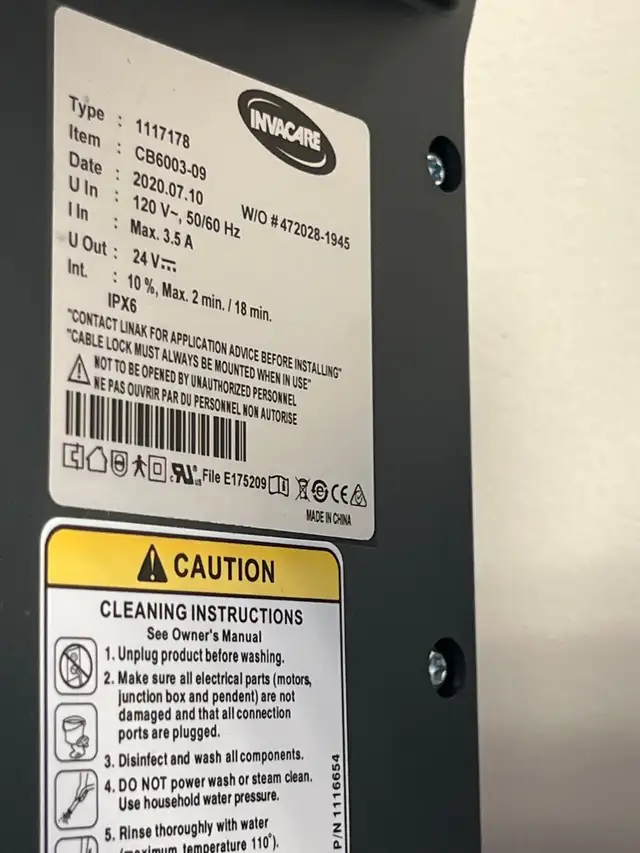 INVACARE
Type : 1117178
Item : CB6003-09
Date : 2020.07.10
U In : 120 V~, 50/60 Hz
W/O # 472028-1945
I In : Max. 3.5 A
U Out : 24 V⎓
Int. : 10 %, Max. 2 min. / 18 min.
IPX6
"CONTACT LINAK FOR APPLICATION ADVICE BEFORE INSTALLING"
"CABLE LOCK MUST ALWAYS BE MOUNTED WHEN IN USE"
NOT TO BE OPENED BY UNAUTHORIZED PERSONNEL
NE PAS OUVRIR PAR DU PERSONNEL NON AUTORISE
c RU us File E175209 CE
MADE IN CHINA
CAUTION
CLEANING INSTRUCTIONS
See Owner's Manual
1. Unplug product before washing.
2. Make sure all electrical parts (motors,
junction box and pendent) are not
damaged and that all connection
ports are plugged.
3. Disinfect and wash all components.
4. DO NOT power wash or steam clean.
Use household water pressure.
5. Rinse thoroughly with water
(maximum temperature 110°).
P/N 1116654